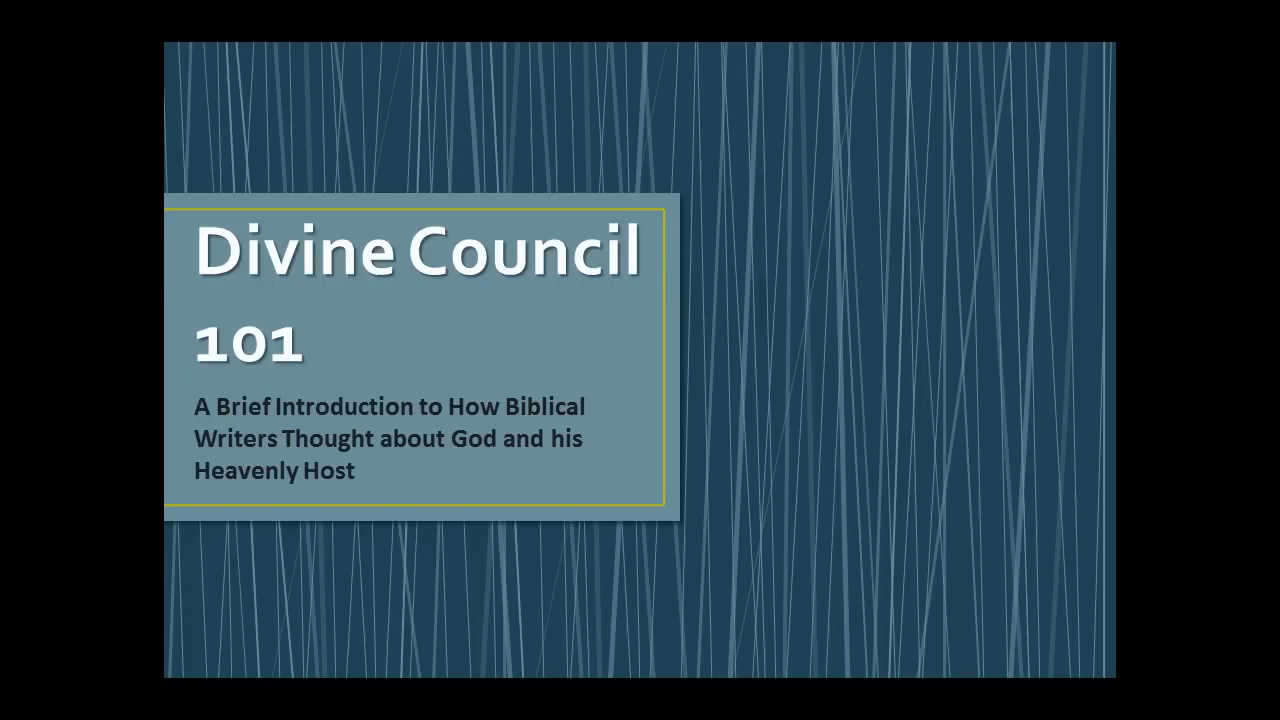 Divine Council
101
A Brief Introduction to How Biblical
Writers Thought about God and his
Heavenly Host